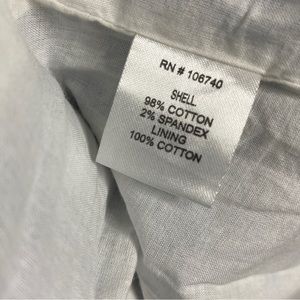 RN # 106740
SHELL
98% COTTON
2% SPANDEX
LINING
100% COTTON